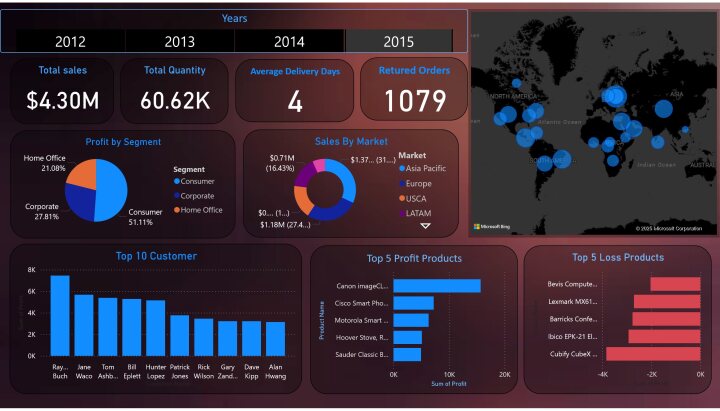 Years
2012 2013 2014 2015
Total sales
$4.30M
Total Quantity
60.62K
Average Delivery Days
4
Retured Orders
1079
NORTH AMERICA
ASIA
Atlantic Ocean
SOUTH
Indian Ocean
AUSTRAL
Microsoft Bing
© 2025 Microsoft Corporation
Profit by Segment
Home Office
21.08%
Corporate
27.81%
Consumer
51.11%
Segment
Consumer
Corporate
Home Office
Sales By Market
$0.71M
(16.43%)
$1.37... (31....)
$0.... (1...)
$1.18M (27.4...)
Market
Asia Pacific
Europe
USCA
LATAM
Top 10 Customer
8K
6K
4K
2K
0K
Ray... Buch
Jane Waco
Tom Ashb...
Bill Eplett
Hunter Lopez
Patrick Jones
Rick Wilson
Gary Zand...
Dave Kipp
Alan Hwang
Top 5 Profit Products
Product Name
Canon imageCL...
Cisco Smart Pho...
Motorola Smart ...
Hoover Stove, R...
Sauder Classic B...
0K 10K 20K
Sum of Profit
Top 5 Loss Products
Bevis Compute...
Lexmark MX61...
Barricks Confe...
Ibico EPK-21 El...
Cubify CubeX ...
-4K -2K 0K